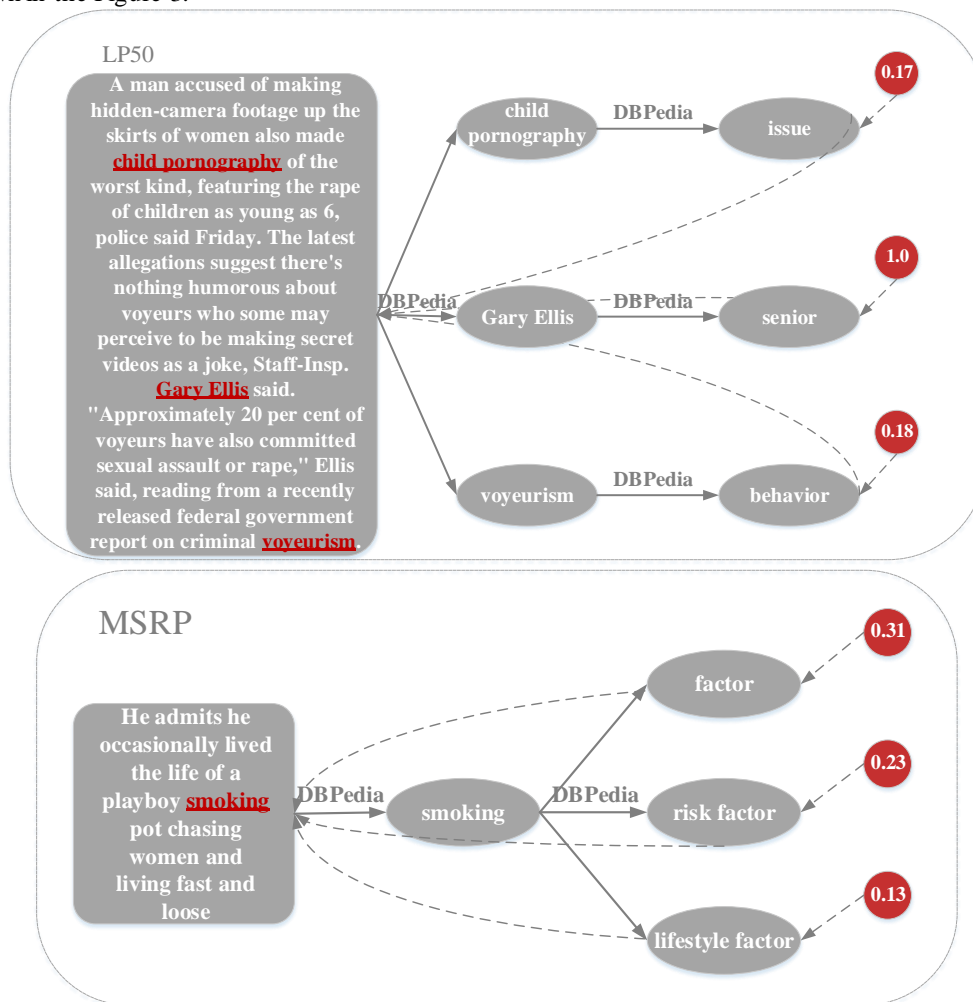 LP50
A man accused of making
hidden-camera footage up the
skirts of women also made
child pornography of the
worst kind, featuring the rape
of children as young as 6,
police said Friday. The latest
allegations suggest there's
nothing humorous about
voyeurs who some may
perceive to be making secret
videos as a joke, Staff-Insp.
Gary Ellis said.
"Approximately 20 per cent of
voyeurs have also committed
sexual assault or rape," Ellis
said, reading from a recently
released federal government
report on criminal voyeurism.
DBPedia
child
pornography
DBPedia
issue
0.17
Gary Ellis
DBPedia
senior
1.0
voyeurism
DBPedia
behavior
0.18
MSRP
He admits he
occasionally lived
the life of a
playboy smoking
pot chasing
women and
living fast and
loose
DBPedia
smoking
DBPedia
factor
0.31
risk factor
0.23
lifestyle factor
0.13